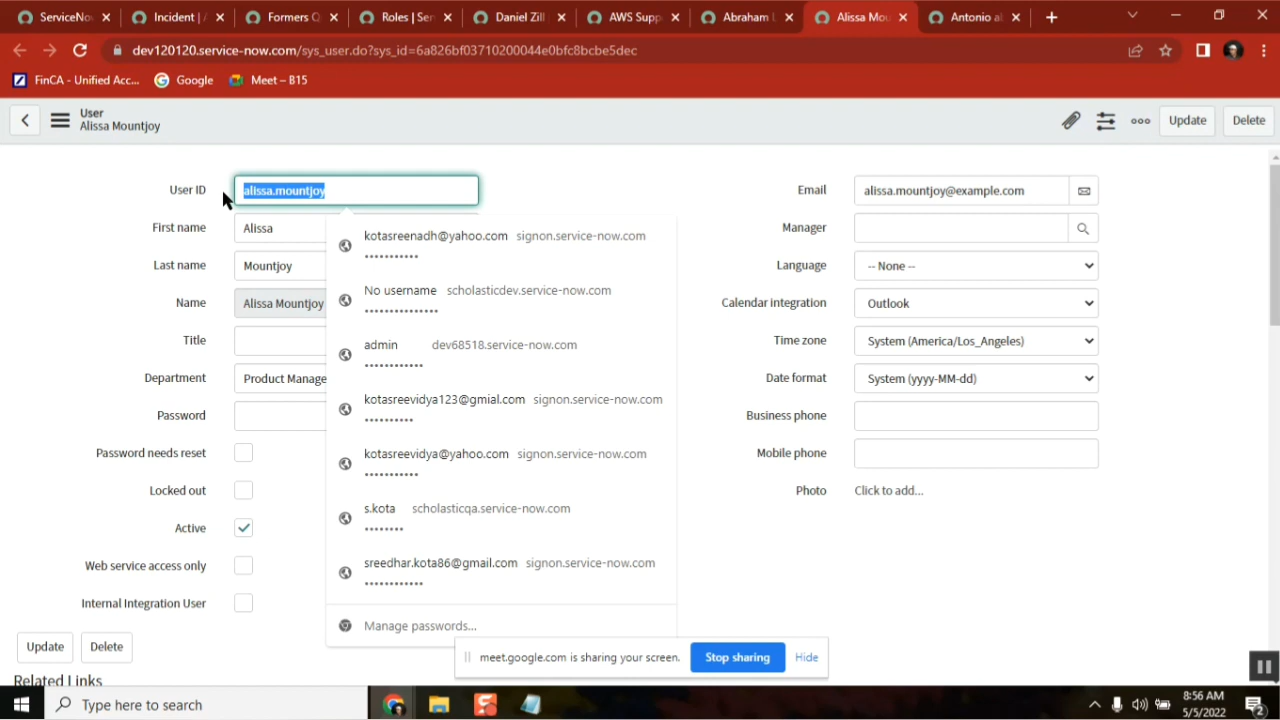 ServiceNo
Incident | A
Formers Q
Roles | Ser
Daniel Zill
AWS Supp
Abraham L
Alissa Mou
Antonio al
dev120120.service-now.com/sys_user.do?sys_id=6a826bf03710200044e0bfc8bcbe5dec
FinCA - Unified Acc...
Google
Meet – B15
User
Alissa Mountjoy
Update
Delete
User ID
alissa.mountjoy
Email
alissa.mountjoy@example.com
First name
Alissa
Manager
Last name
Mountjoy
Language
-- None --
Name
Alissa Mountjoy
Calendar integration
Outlook
Title
Time zone
System (America/Los_Angeles)
Department
Product Manage
Date format
System (yyyy-MM-dd)
Password
Business phone
Password needs reset
Mobile phone
Locked out
Photo
Click to add...
Active
Web service access only
Internal Integration User
kotasreenadh@yahoo.com signon.service-now.com
•••••••••••
No username scholasticdev.service-now.com
•••••••••••••••
admin dev68518.service-now.com
••••••••••••
kotasreevidya123@gmial.com signon.service-now.com
••••••••••
kotasreevidya@yahoo.com signon.service-now.com
•••••••••••
s.kota scholasticqa.service-now.com
••••••••
sreedhar.kota86@gmail.com signon.service-now.com
••••••••••••
Manage passwords...
Update
Delete
meet.google.com is sharing your screen.
Stop sharing
Hide
Related Links
Type here to search
8:56 AM
5/5/2022
2